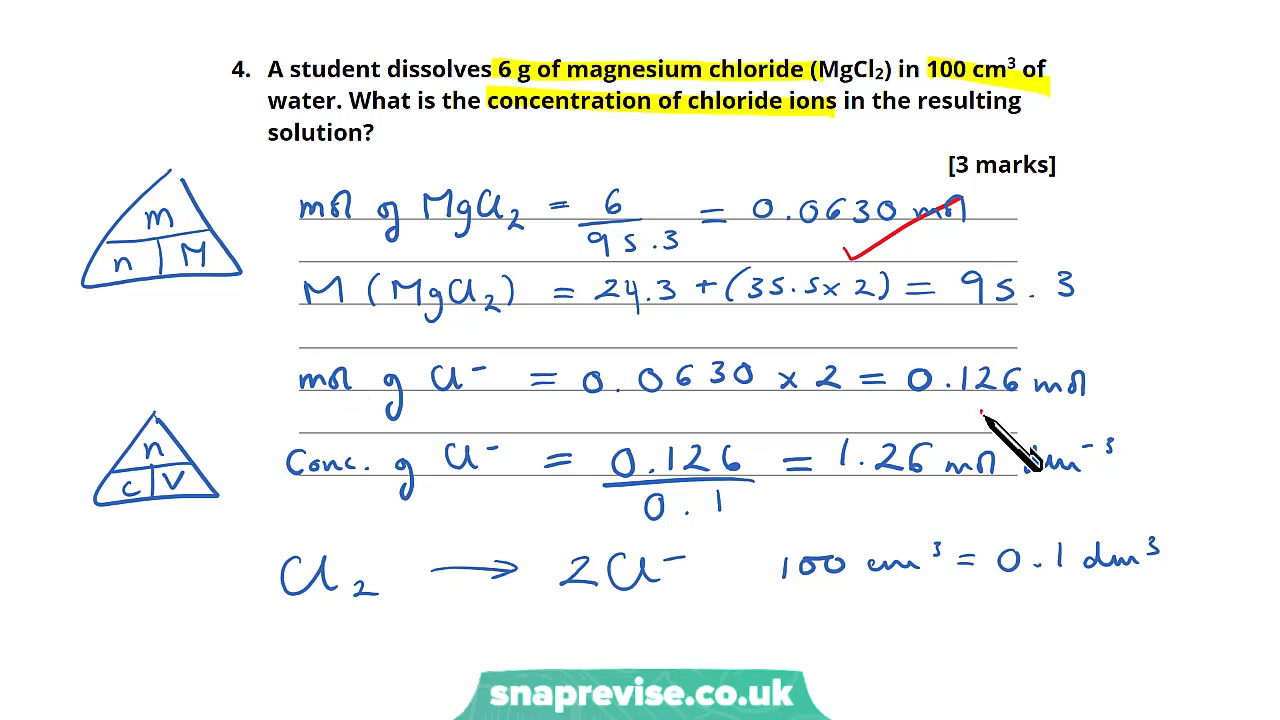 4. A student dissolves 6 g of magnesium chloride (MgCl₂) in 100 cm³ of
water. What is the concentration of chloride ions in the resulting
solution?
[3 marks]
m
n M
mol of MgCl₂ = 6/95.3 = 0.0630 mol
M (MgCl₂) = 24.3 + (35.5 x 2) = 95.3
mol of Cl⁻ = 0.0630 x 2 = 0.126 mol
n
c V
Conc. of Cl⁻ = 0.126/0.1 = 1.26 mol dm⁻³
Cl₂ → 2Cl⁻ 100 cm³ = 0.1 dm³
snaprevise.co.uk